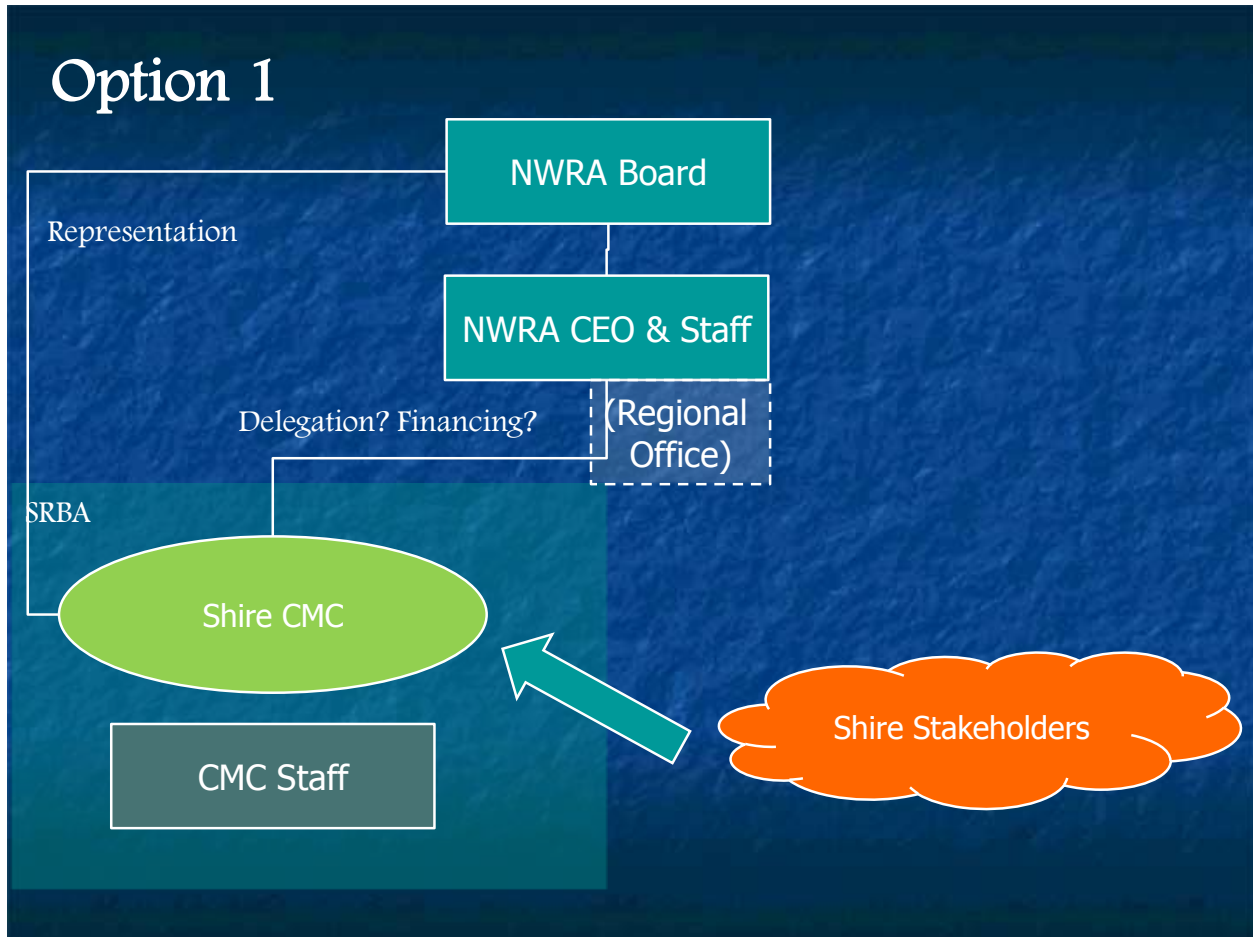 Option 1
NWRA Board
Representation
NWRA CEO & Staff
Delegation? Financing?
(Regional
Office)
SRBA
Shire CMC
Shire Stakeholders
CMC Staff